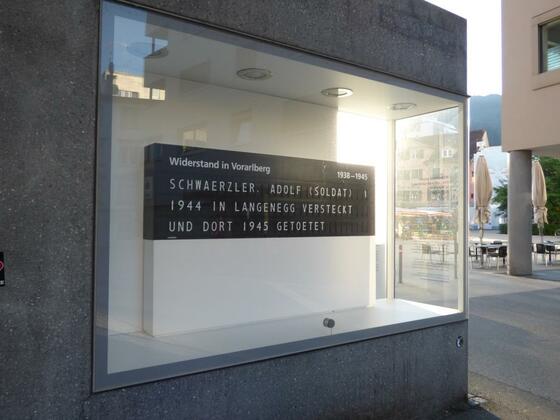 Widerstand in Vorarlberg 1938–1945
SCHWAERZLER, ADOLF (SOLDAT)
1944 IN LANGENEGG VERSTECKT
UND DORT 1945 GETOETET